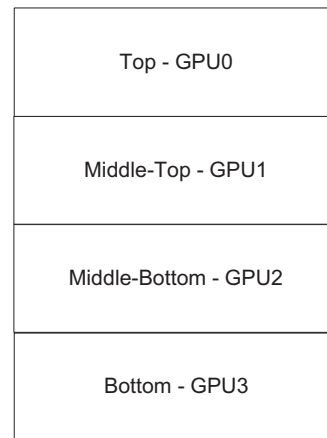 Top - GPU0
Middle-Top - GPU1
Middle-Bottom - GPU2
Bottom - GPU3